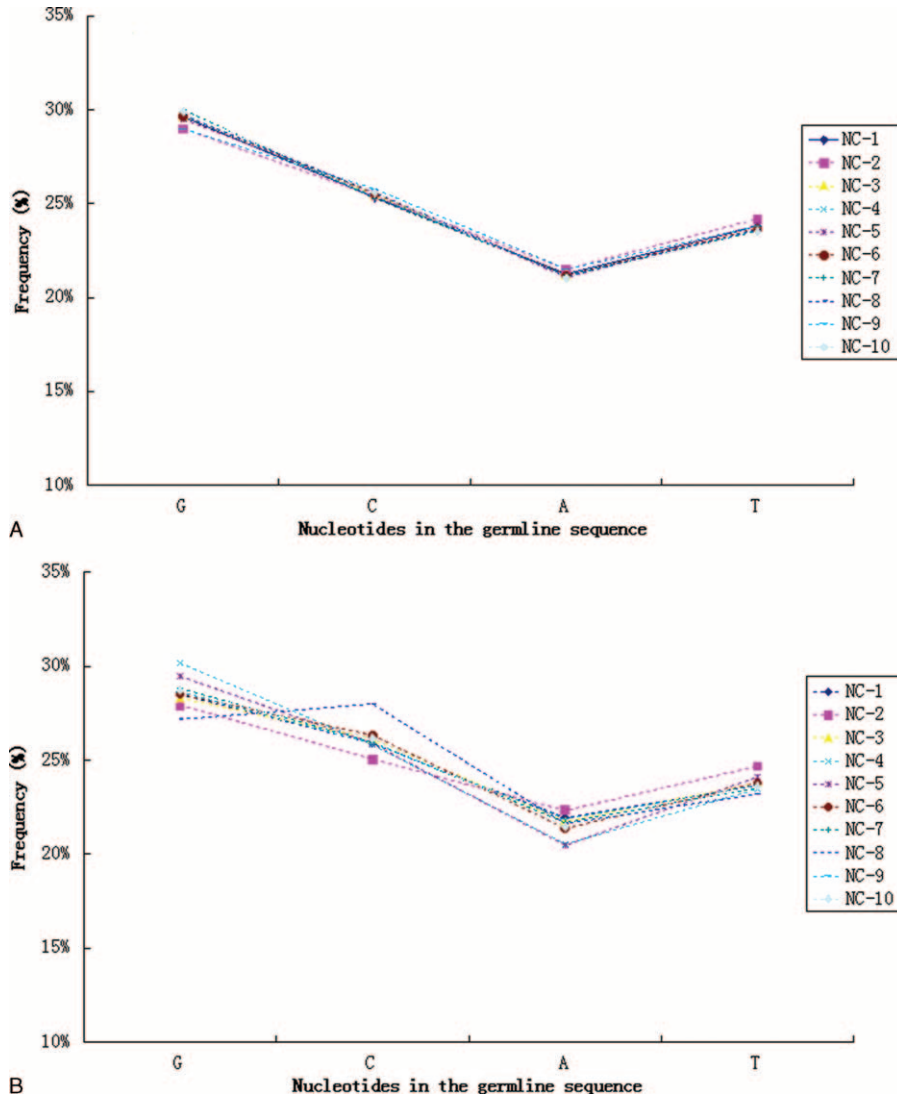 35%
30%
25%
20%
15%
10%
Frequency (%)
G C A T
Nucleotides in the germline sequence
NC-1
NC-2
NC-3
NC-4
NC-5
NC-6
NC-7
NC-8
NC-9
NC-10
A
35%
30%
25%
20%
15%
10%
Frequency (%)
G C A T
Nucleotides in the germline sequence
NC-1
NC-2
NC-3
NC-4
NC-5
NC-6
NC-7
NC-8
NC-9
NC-10
B